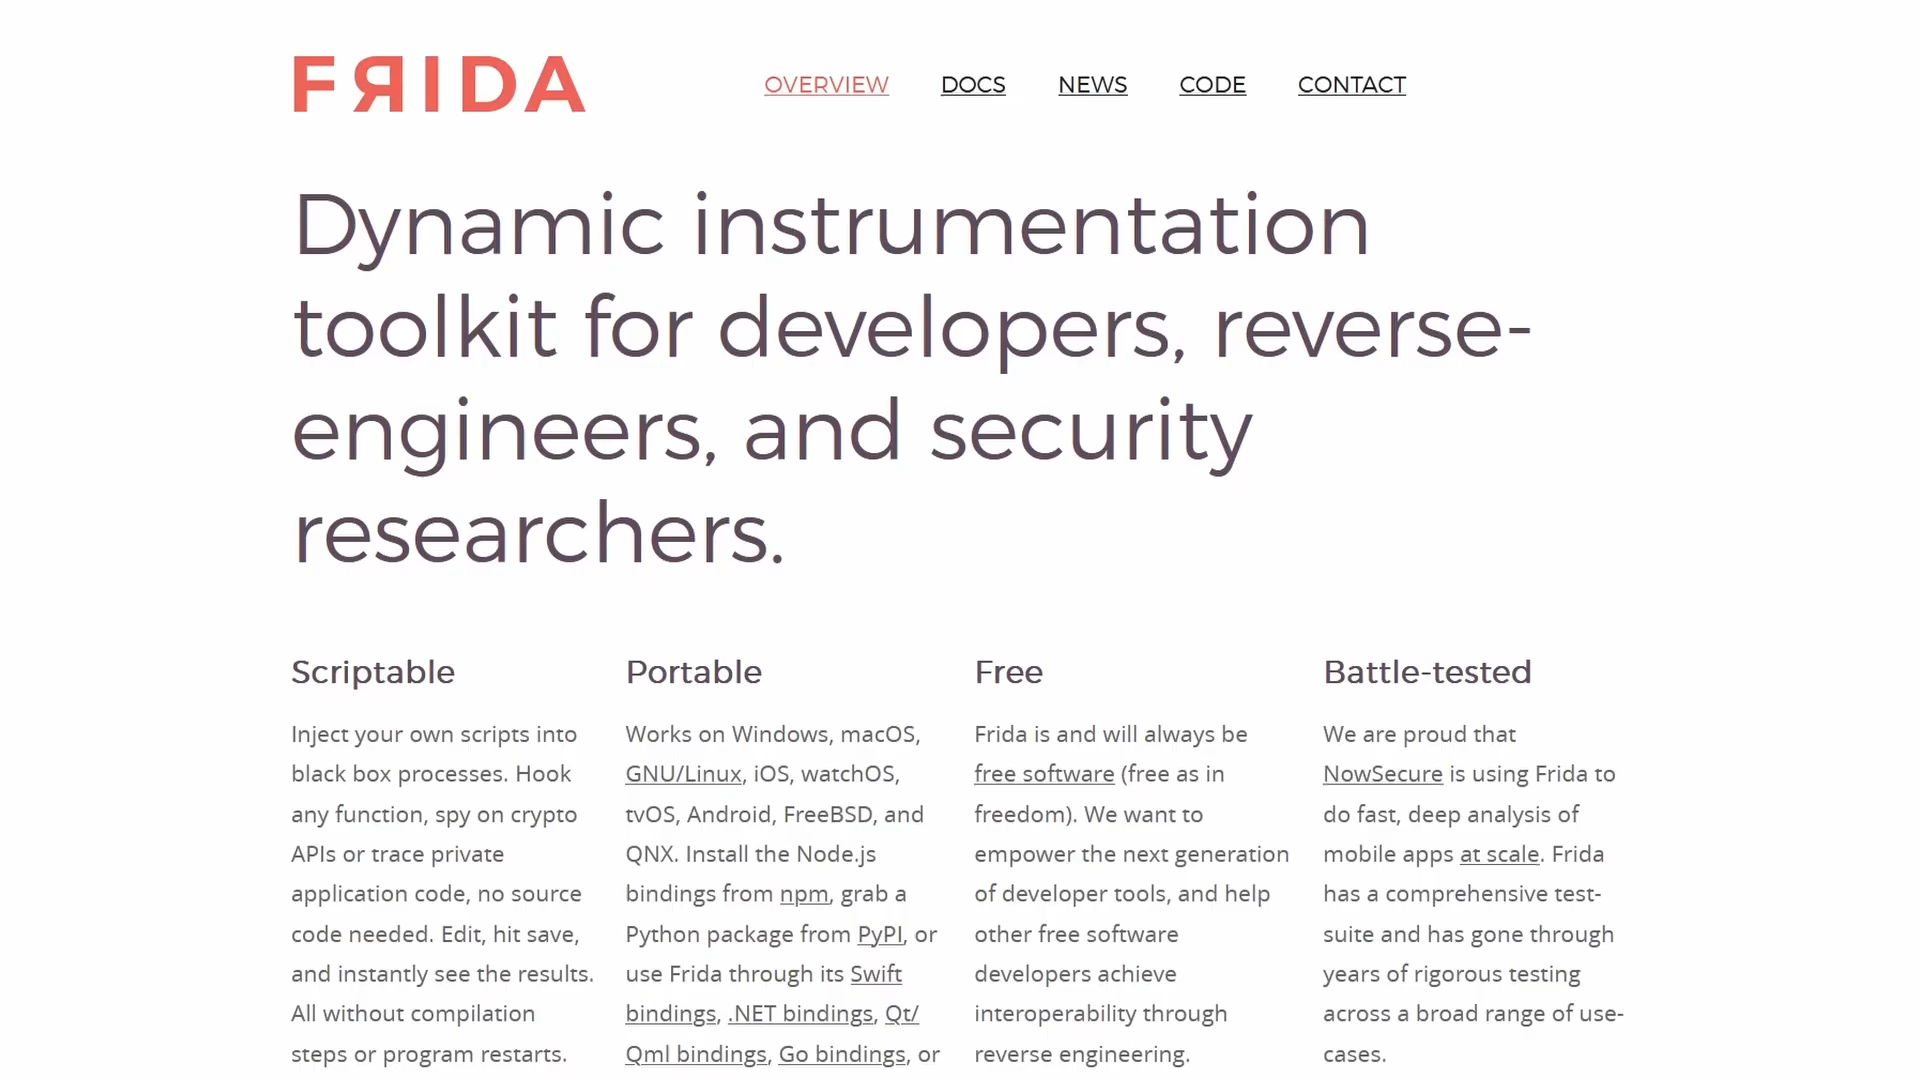 FЯIDA
OVERVIEW DOCS NEWS CODE CONTACT
Dynamic instrumentation
toolkit for developers, reverse-
engineers, and security
researchers.
Scriptable
Inject your own scripts into
black box processes. Hook
any function, spy on crypto
APIs or trace private
application code, no source
code needed. Edit, hit save,
and instantly see the results.
All without compilation
steps or program restarts.
Portable
Works on Windows, macOS,
GNU/Linux, iOS, watchOS,
tvOS, Android, FreeBSD, and
QNX. Install the Node.js
bindings from npm, grab a
Python package from PyPI, or
use Frida through its Swift
bindings, .NET bindings, Qt/
Qml bindings, Go bindings, or
Free
Frida is and will always be
free software (free as in
freedom). We want to
empower the next generation
of developer tools, and help
other free software
developers achieve
interoperability through
reverse engineering.
Battle-tested
We are proud that
NowSecure is using Frida to
do fast, deep analysis of
mobile apps at scale. Frida
has a comprehensive test-
suite and has gone through
years of rigorous testing
across a broad range of use-
cases.